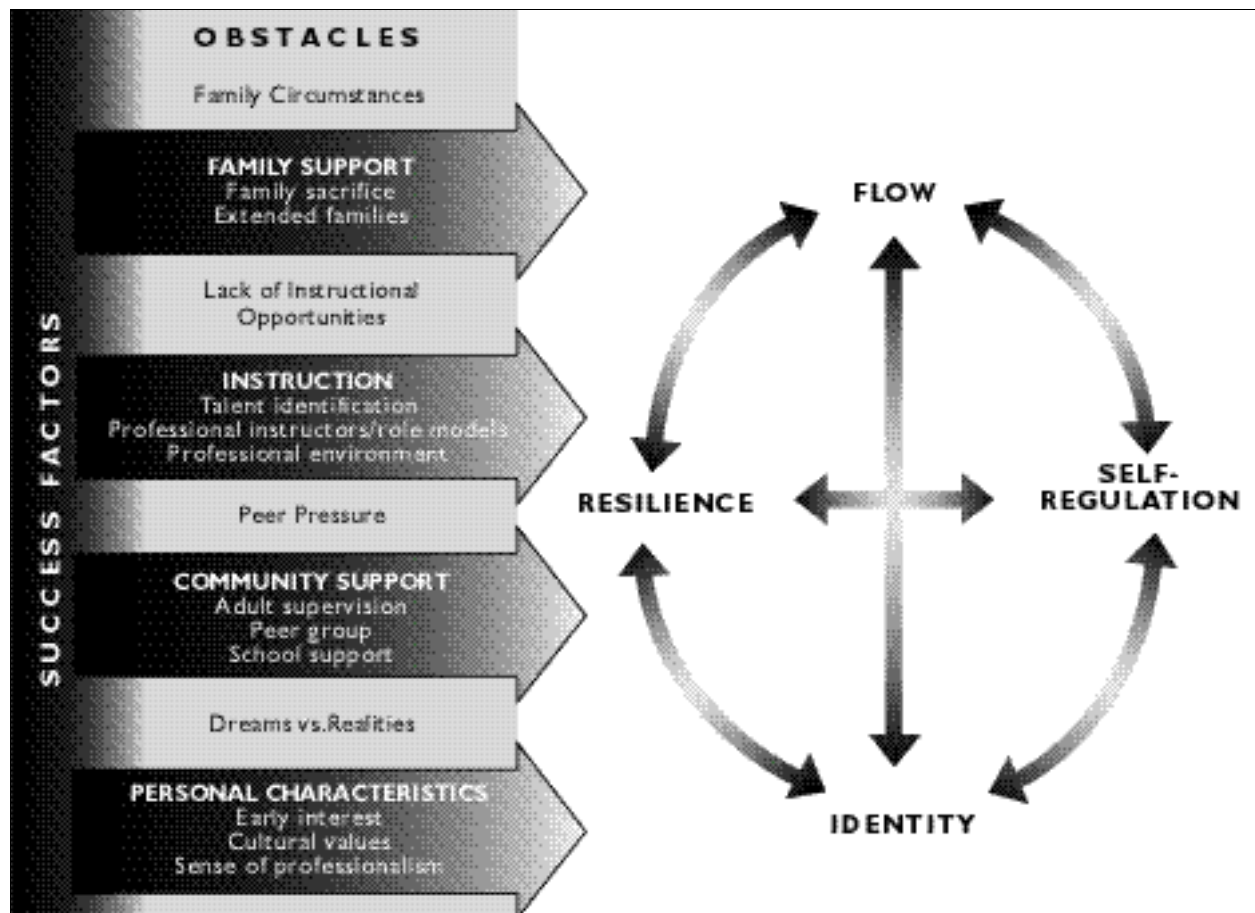 SUCCESS FACTORS
OBSTACLES
Family Circumstances
FAMILY SUPPORT
Family sacrifice
Extended families
Lack of Instructional
Opportunities
INSTRUCTION
Talent identification
Professional instructors/role models
Professional environment
Peer Pressure
COMMUNITY SUPPORT
Adult supervision
Peer group
School support
Dreams vs.Realities
PERSONAL CHARACTERISTICS
Early interest
Cultural values
Sense of professionalism
FLOW
RESILIENCE
SELF-
REGULATION
IDENTITY